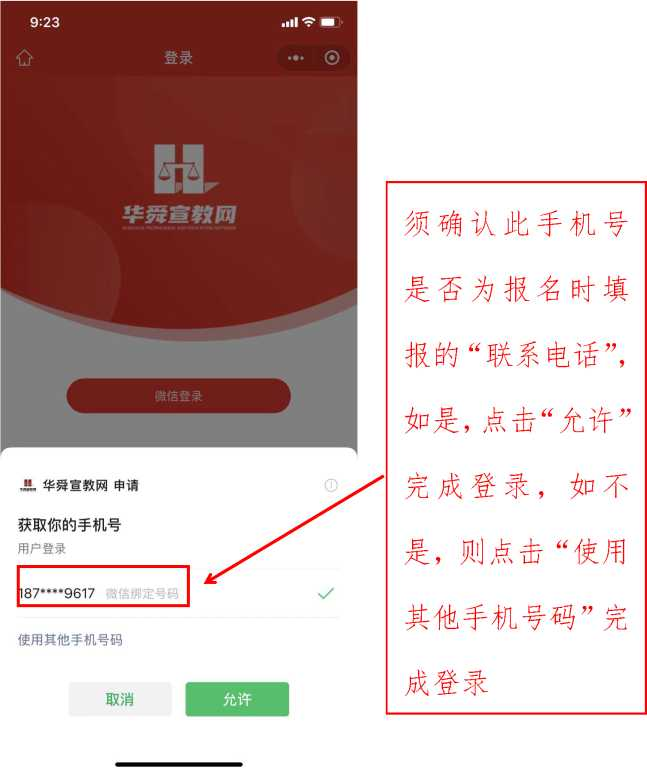 9:23
登录
华舜宣教网
微信登录
华舜宣教网 申请
获取你的手机号
用户登录
187****9617 微信绑定号码
使用其他手机号码
取消
允许
须确认此手机号
是否为报名时填
报的“联系电话”，
如是，点击“允许”
完成登录，如不
是，则点击“使用
其他手机号码”完
成登录